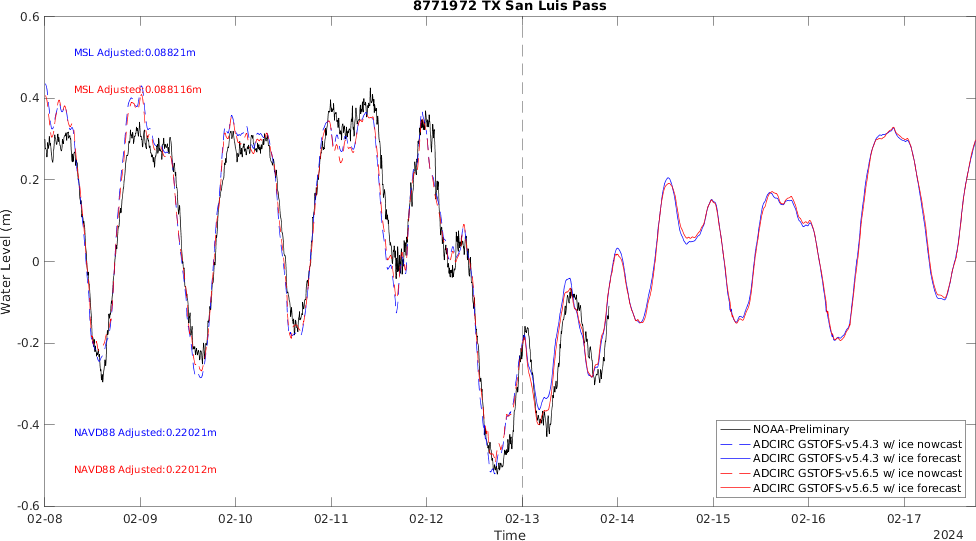 8771972 TX San Luis Pass
0.6
MSL Adjusted:0.08821m
MSL Adjusted:0.088116m
0.4
0.2
0
-0.2
-0.4
-0.6
Water Level (m)
NAVD88 Adjusted:0.22021m
NAVD88 Adjusted:0.22012m
NOAA-Preliminary
ADCIRC GSTOFS-v5.4.3 w/ ice nowcast
ADCIRC GSTOFS-v5.4.3 w/ ice forecast
ADCIRC GSTOFS-v5.6.5 w/ ice nowcast
ADCIRC GSTOFS-v5.6.5 w/ ice forecast
02-08 02-09 02-10 02-11 02-12 02-13 02-14 02-15 02-16 02-17
Time
2024